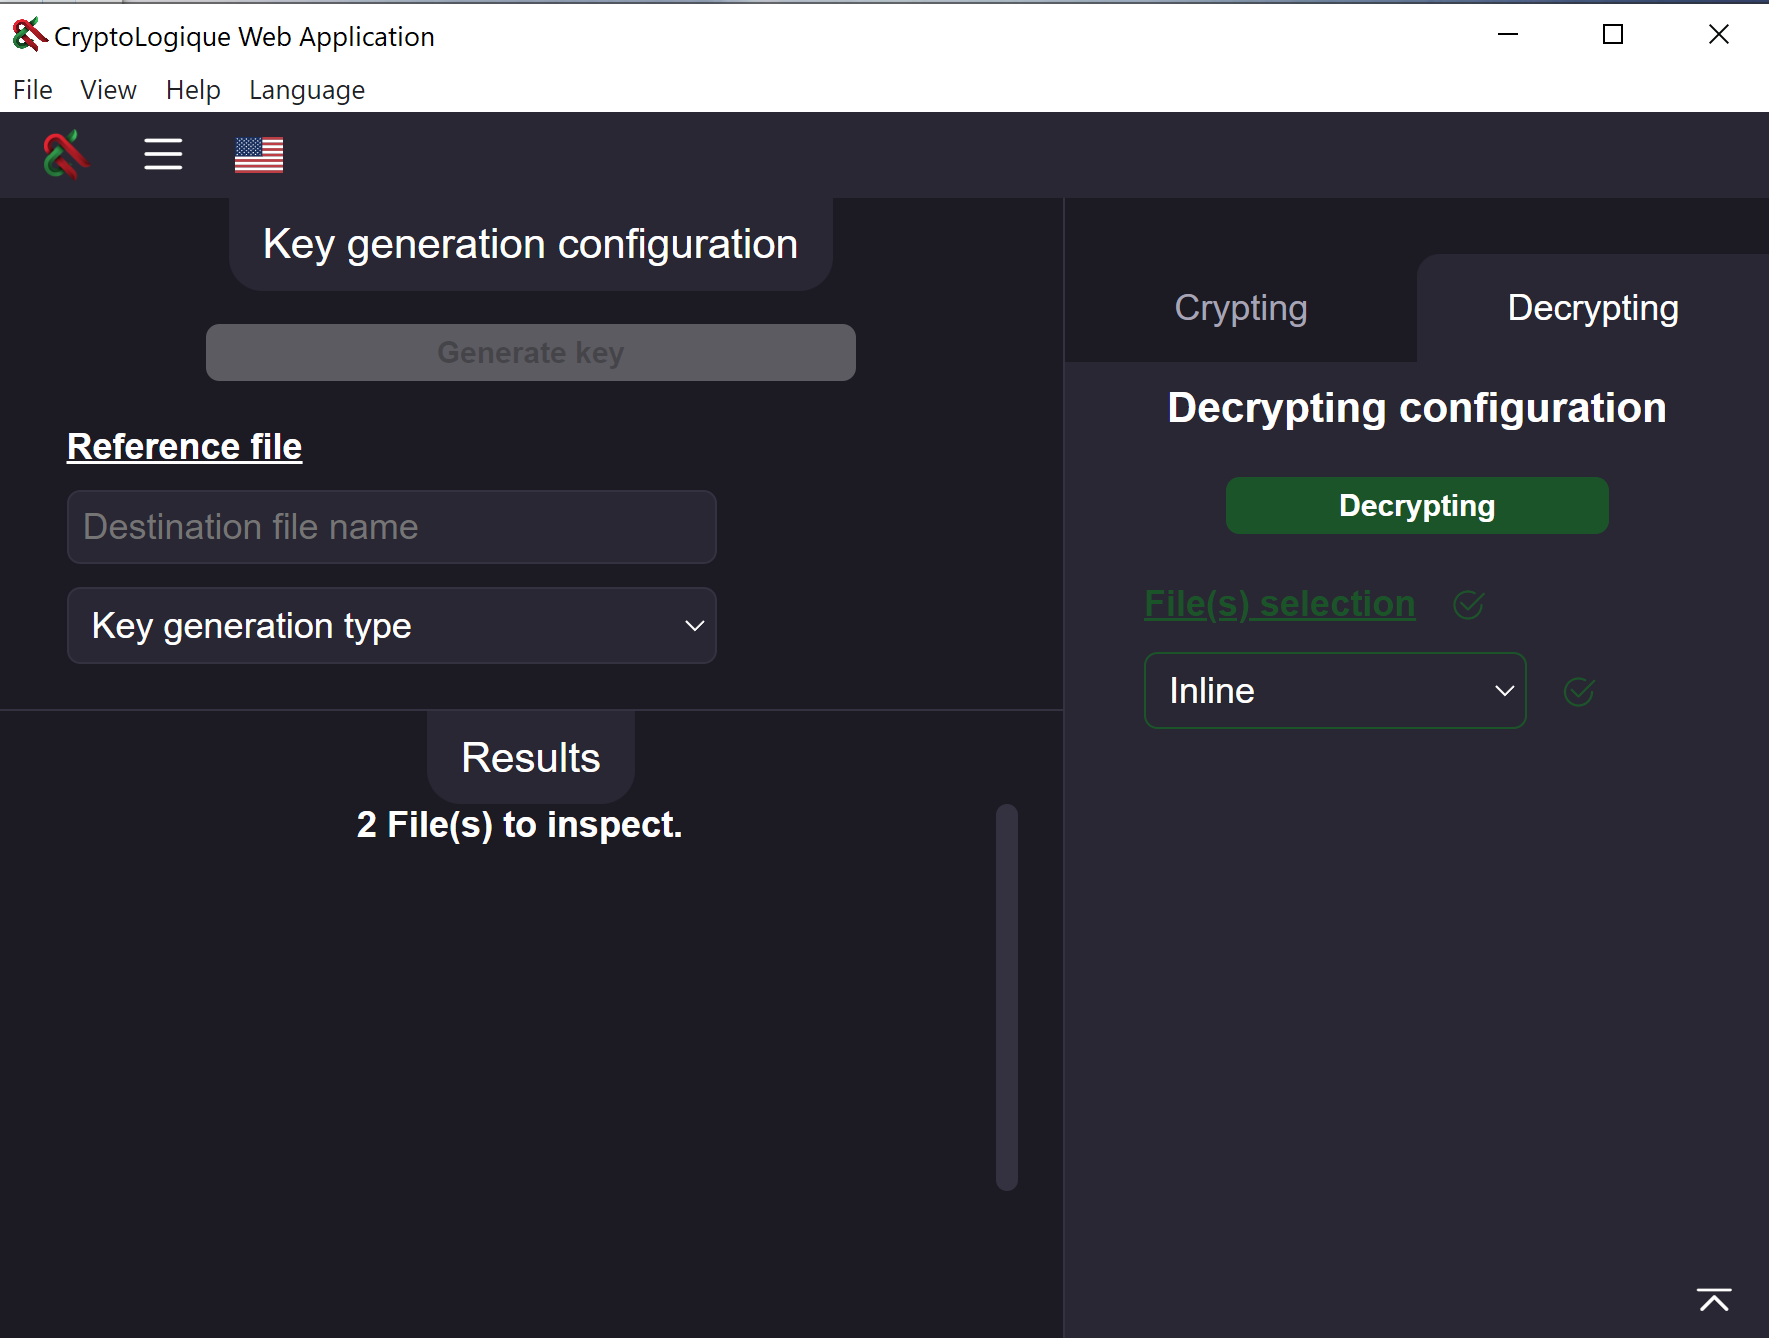 CryptoLogique Web Application
File View Help Language
Key generation configuration
Generate key
Reference file
Destination file name
Key generation type
Results
2 File(s) to inspect.
Crypting Decrypting
Decrypting configuration
Decrypting
File(s) selection
Inline